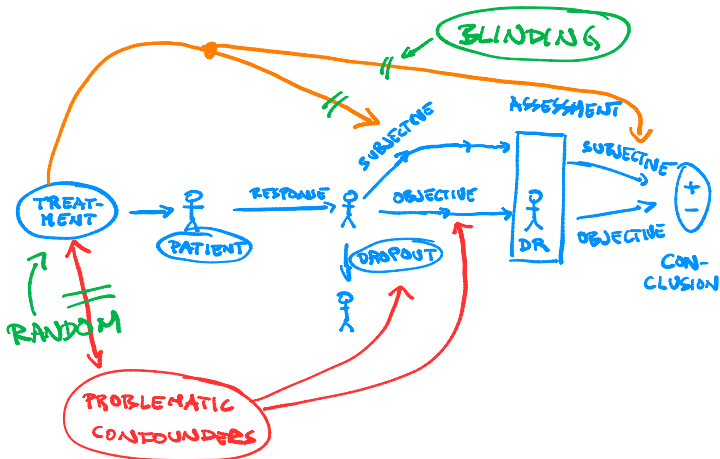 BLINDING
ASSESSMENT
SUBJECTIVE
SUBJECTIVE
TREAT-
MENT
RESPONSE
OBJECTIVE
+
-
PATIENT
DROPOUT
DR
OBJECTIVE
CON-
CLUSION
RANDOM
PROBLEMATIC
CONFOUNDERS